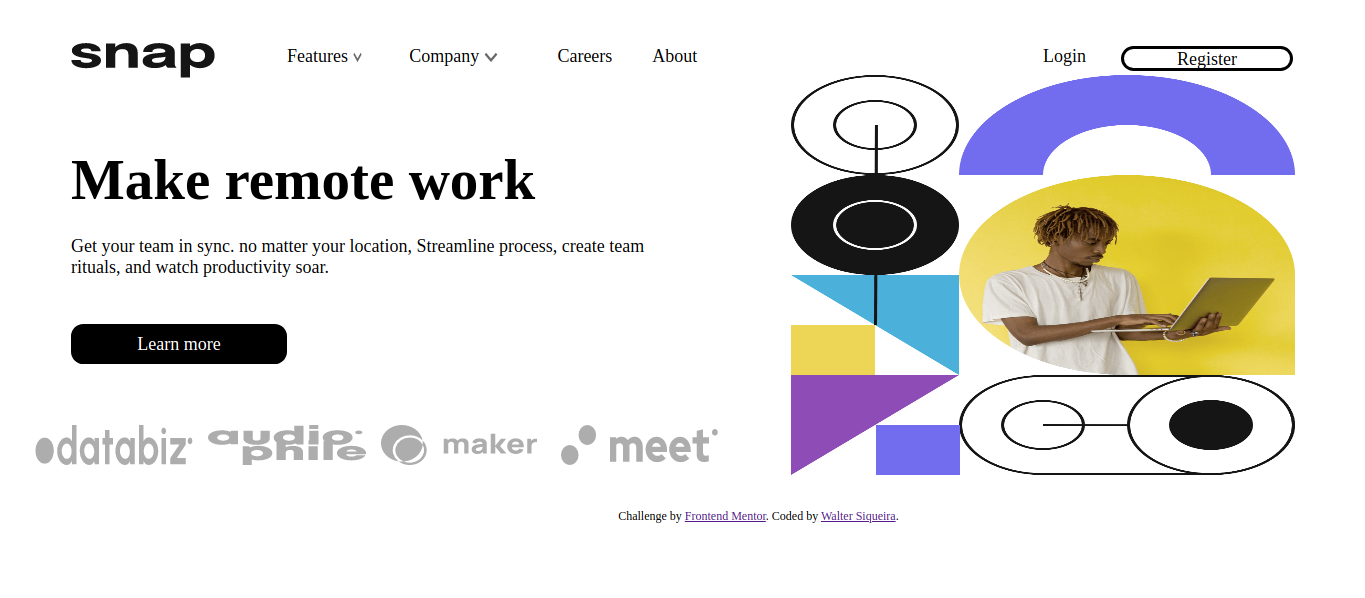 snap Features Company Careers About Login Register
Make remote work
Get your team in sync. no matter your location, Streamline process, create team
rituals, and watch productivity soar.
Learn more
databiz audiophile maker meet
Challenge by Frontend Mentor. Coded by Walter Siqueira.